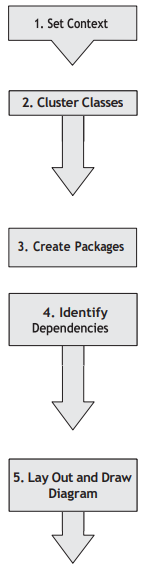 1. Set Context
2. Cluster Classes
3. Create Packages
4. Identify
Dependencies
5. Lay Out and Draw
Diagram